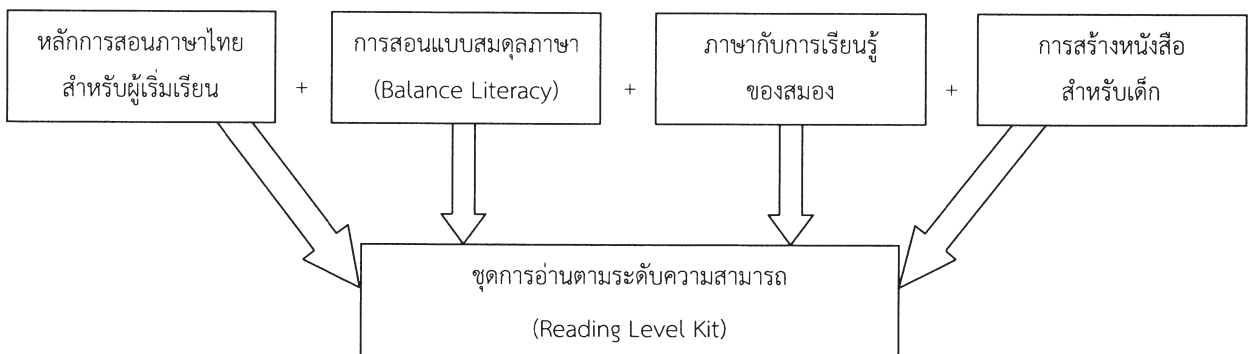 หลักการสอนภาษาไทย
สำหรับผู้เริ่มเรียน
+
การสอนแบบสมดุลภาษา
(Balance Literacy)
+
ภาษากับการเรียนรู้
ของสมอง
+
การสร้างหนังสือ
สำหรับเด็ก
ชุดการอ่านตามระดับความสามารถ
(Reading Level Kit)